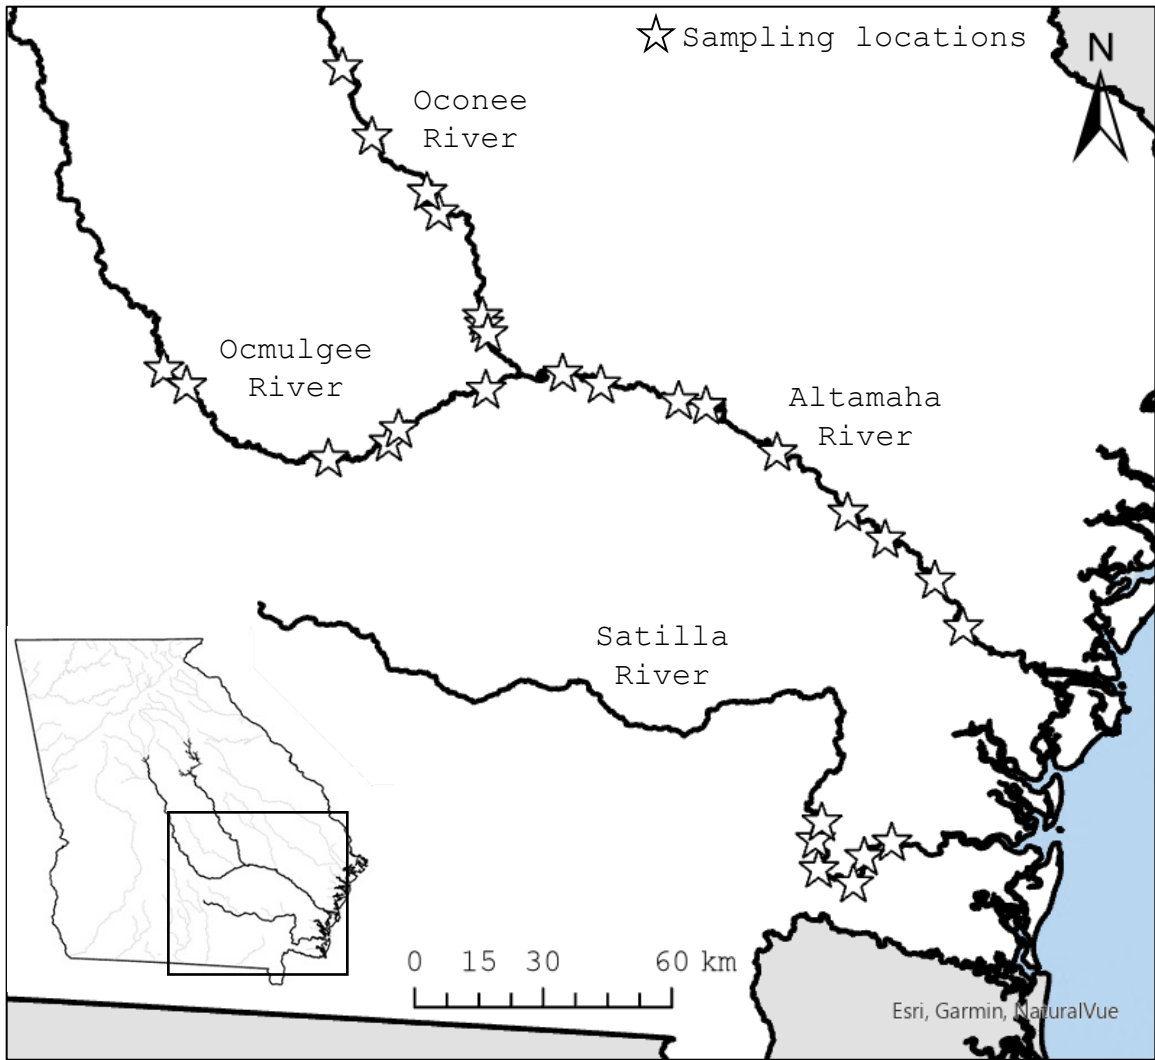 Sampling locations
N
Oconee
River
Ocmulgee
River
Altamaha
River
Satilla
River
0 15 30 60 km
Esri, Garmin, NaturalVue